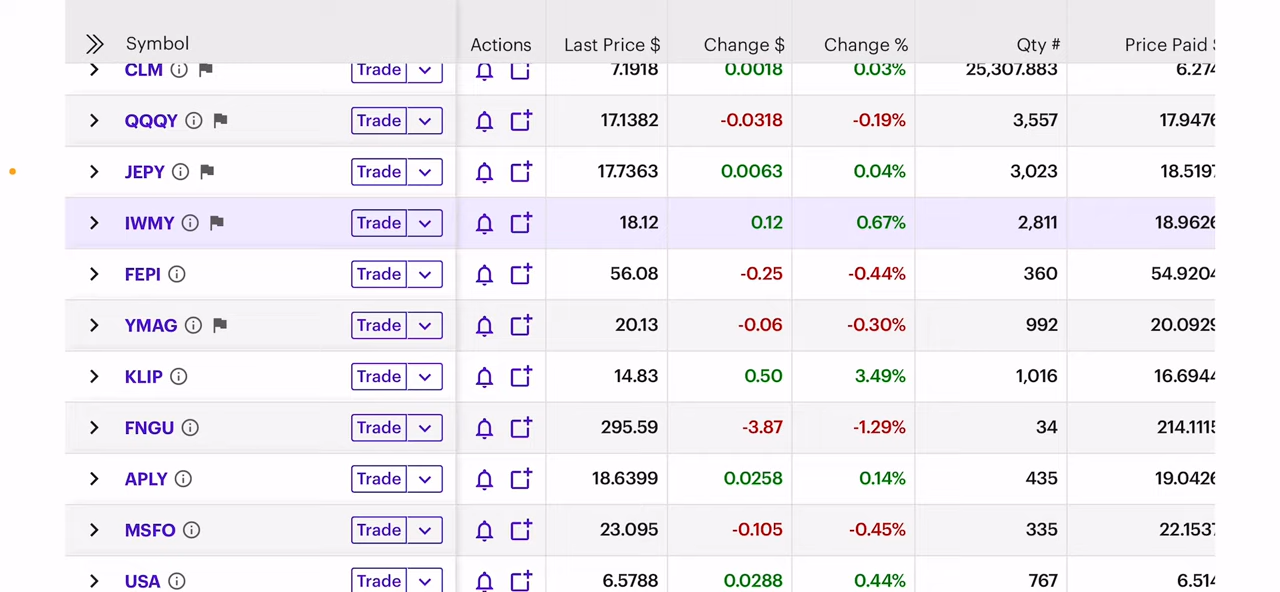 Symbol Actions Last Price $ Change $ Change % Qty # Price Paid $
CLM Trade 7.1918 0.0018 0.03% 25,307.883 6.274
QQQY Trade 17.1382 -0.0318 -0.19% 3,557 17.9476
JEPY Trade 17.7363 0.0063 0.04% 3,023 18.5197
IWMY Trade 18.12 0.12 0.67% 2,811 18.9626
FEPI Trade 56.08 -0.25 -0.44% 360 54.9204
YMAG Trade 20.13 -0.06 -0.30% 992 20.0929
KLIP Trade 14.83 0.50 3.49% 1,016 16.6944
FNGU Trade 295.59 -3.87 -1.29% 34 214.1115
APLY Trade 18.6399 0.0258 0.14% 435 19.0426
MSFO Trade 23.095 -0.105 -0.45% 335 22.1537
USA Trade 6.5788 0.0288 0.44% 767 6.514